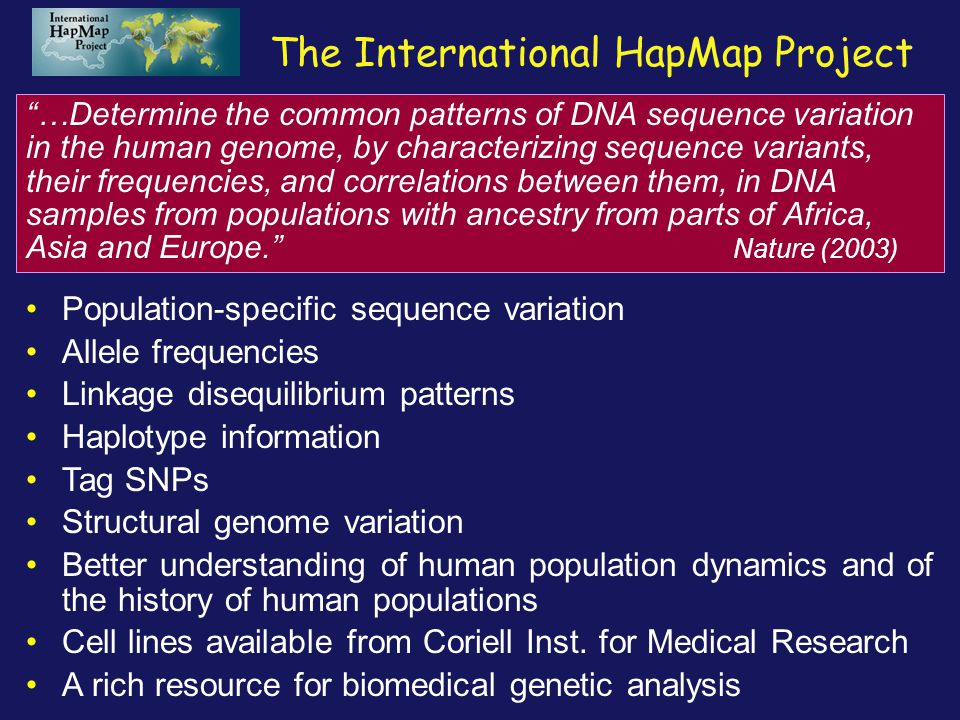 International
HapMap
Project
The International HapMap Project
“…Determine the common patterns of DNA sequence variation
in the human genome, by characterizing sequence variants,
their frequencies, and correlations between them, in DNA
samples from populations with ancestry from parts of Africa,
Asia and Europe.” Nature (2003)
• Population-specific sequence variation
• Allele frequencies
• Linkage disequilibrium patterns
• Haplotype information
• Tag SNPs
• Structural genome variation
• Better understanding of human population dynamics and of
the history of human populations
• Cell lines available from Coriell Inst. for Medical Research
• A rich resource for biomedical genetic analysis